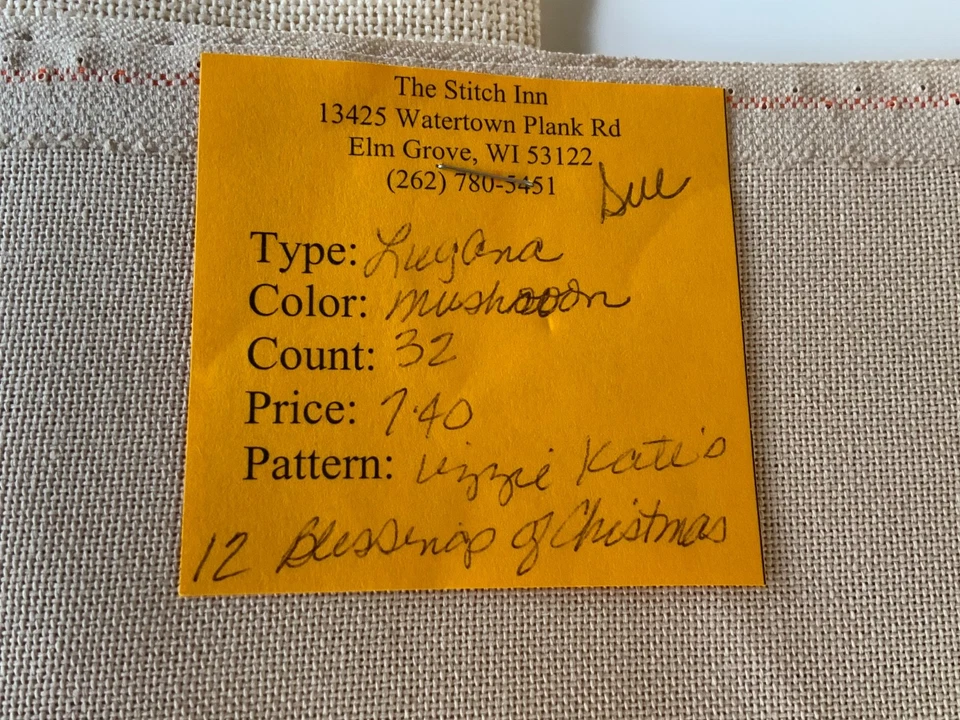 The Stitch Inn
13425 Watertown Plank Rd
Elm Grove, WI 53122
(262) 780-5451
Sue
Type: Lugana
Color: Mushroom
Count: 32
Price: 7.40
Pattern: Lizzie Kate's
12 Blessings of Christmas